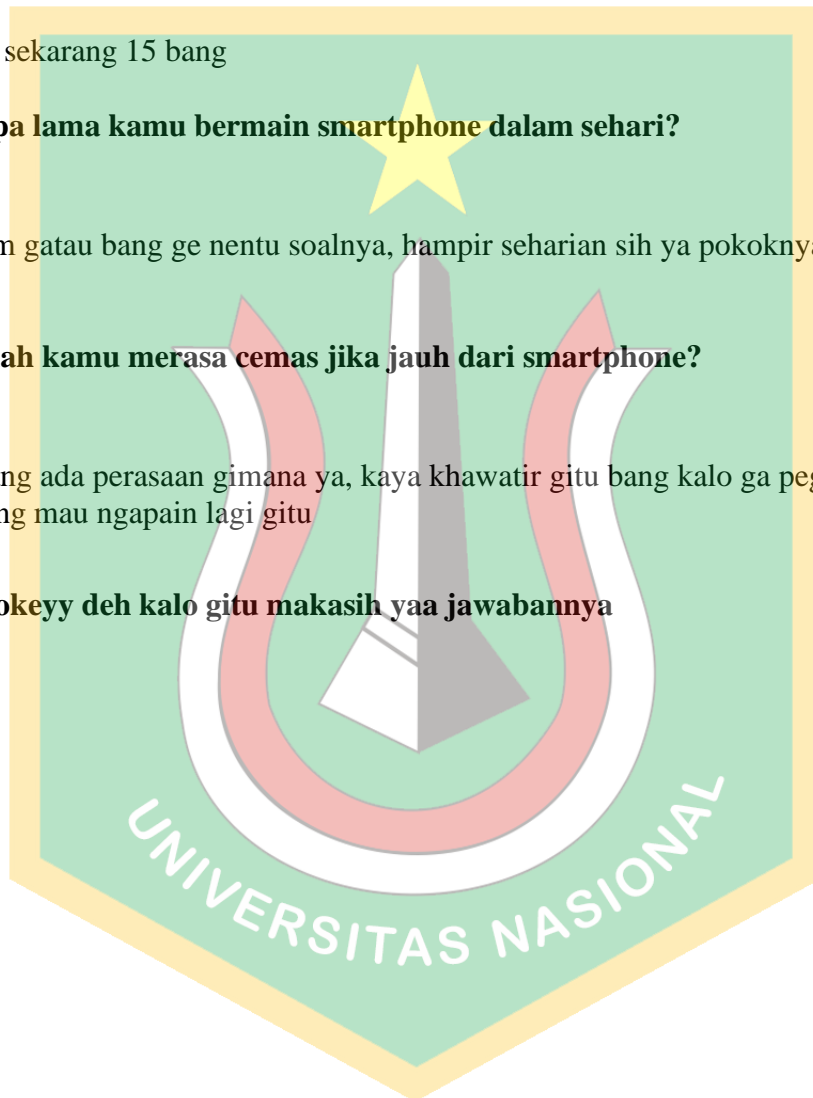 sekarang 15 bang
pa lama kamu bermain smartphone dalam sehari?
m gatau bang ge nentu soalnya, hampir seharian sih ya pokoknya
ah kamu merasa cemas jika jauh dari smartphone?
ng ada perasaan gimana ya, kaya khawatir gitu bang kalo ga peg
ng mau ngapain lagi gitu
okeyy deh kalo gitu makasih yaa jawabannya
UNIVERSITAS NASIONAL